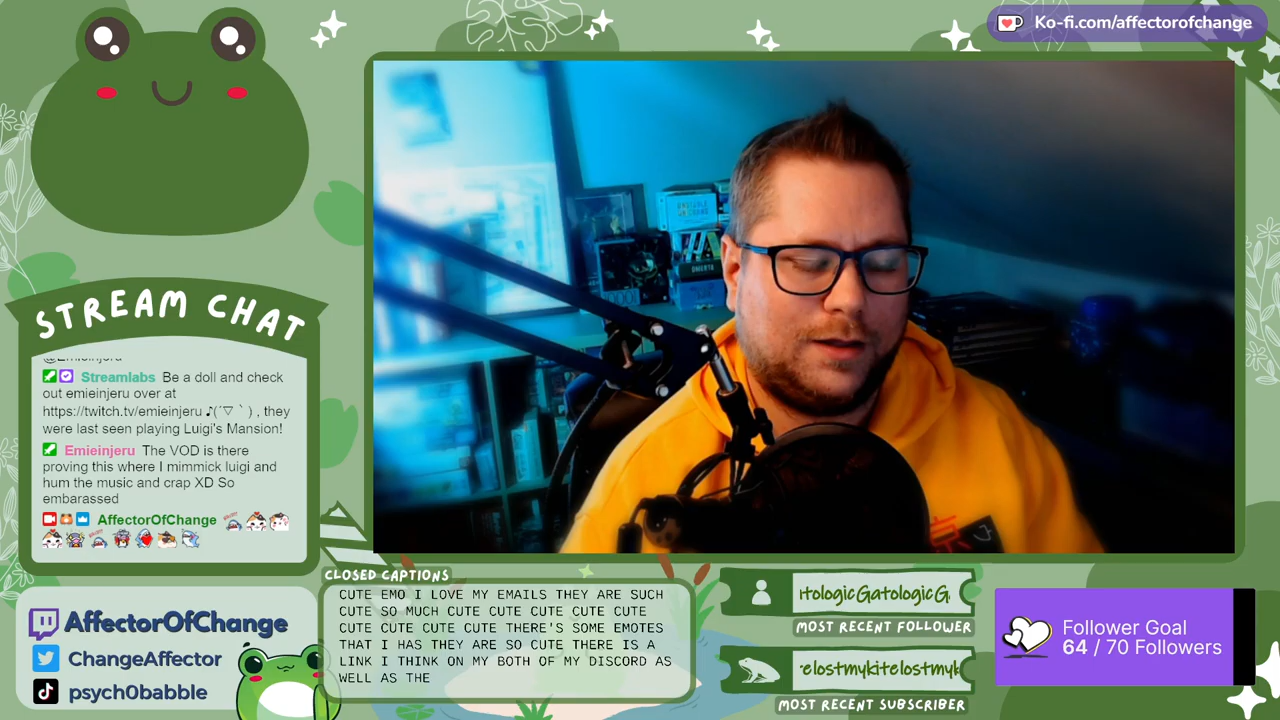 Ko-fi.com/affectorofchange
STREAM CHAT
Streamlabs Be a doll and check
out emieinjeru over at
https://twitch.tv/emieinjeru ♪(´▽｀) , they
were last seen playing Luigi's Mansion!
Emieinjeru The VOD is there
proving this where I mimmick luigi and
hum the music and crap XD So
embarassed
AffectorOfChange
AffectorOfChange
ChangeAffector
psych0babble
CLOSED CAPTIONS
CUTE EMO I LOVE MY EMAILS THEY ARE SUCH
CUTE SO MUCH CUTE CUTE CUTE CUTE CUTE
CUTE CUTE CUTE CUTE THERE'S SOME EMOTES
THAT I HAS THEY ARE SO CUTE THERE IS A
LINK I THINK ON MY BOTH OF MY DISCORD AS
WELL AS THE
itologicGatologicG
MOST RECENT FOLLOWER
elostmykitelostmyk
MOST RECENT SUBSCRIBER
Follower Goal
64 / 70 Followers